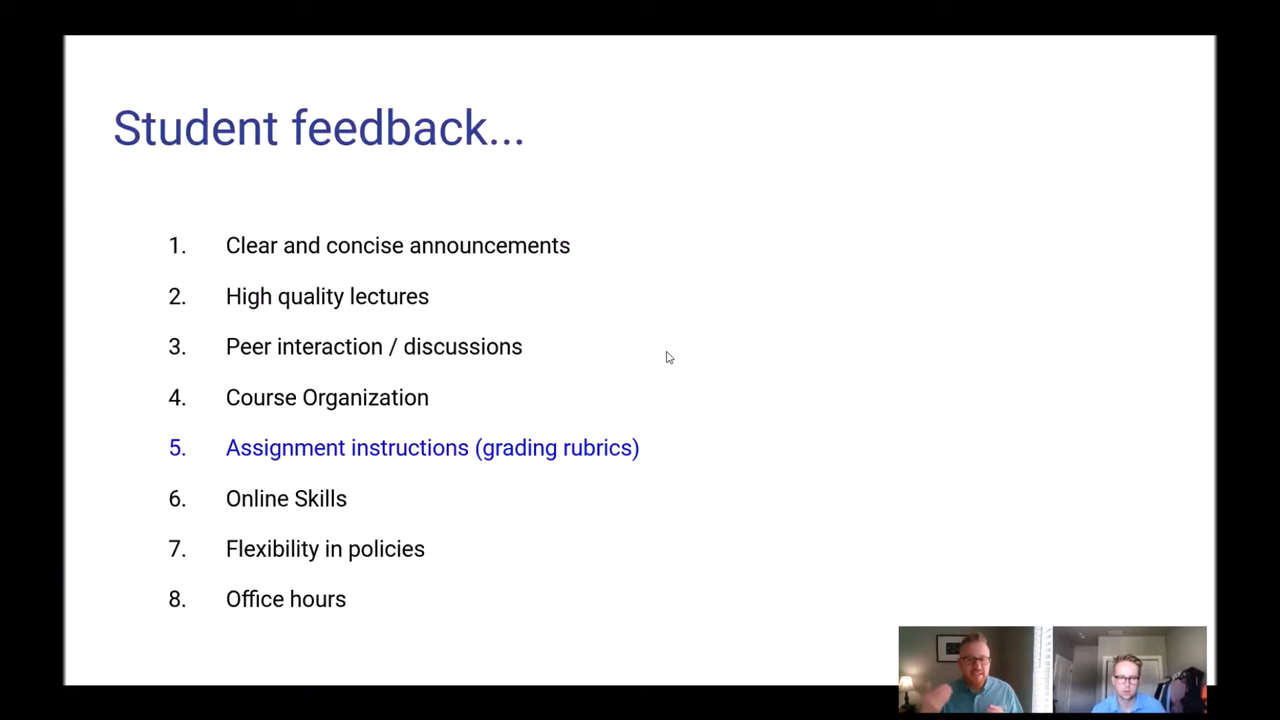 Student feedback...
1. Clear and concise announcements
2. High quality lectures
3. Peer interaction / discussions
4. Course Organization
5. Assignment instructions (grading rubrics)
6. Online Skills
7. Flexibility in policies
8. Office hours